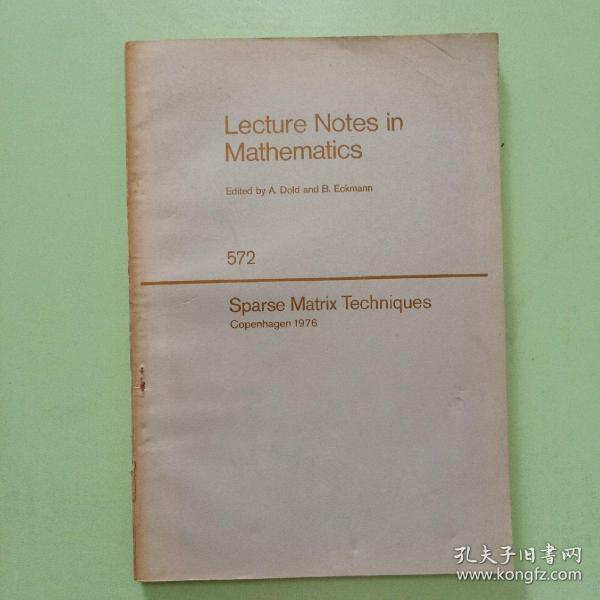 Lecture Notes in
Mathematics
Edited by A. Dold and B. Eckmann
572
Sparse Matrix Techniques
Copenhagen 1976
孔夫子旧书网
www.kongfz.com